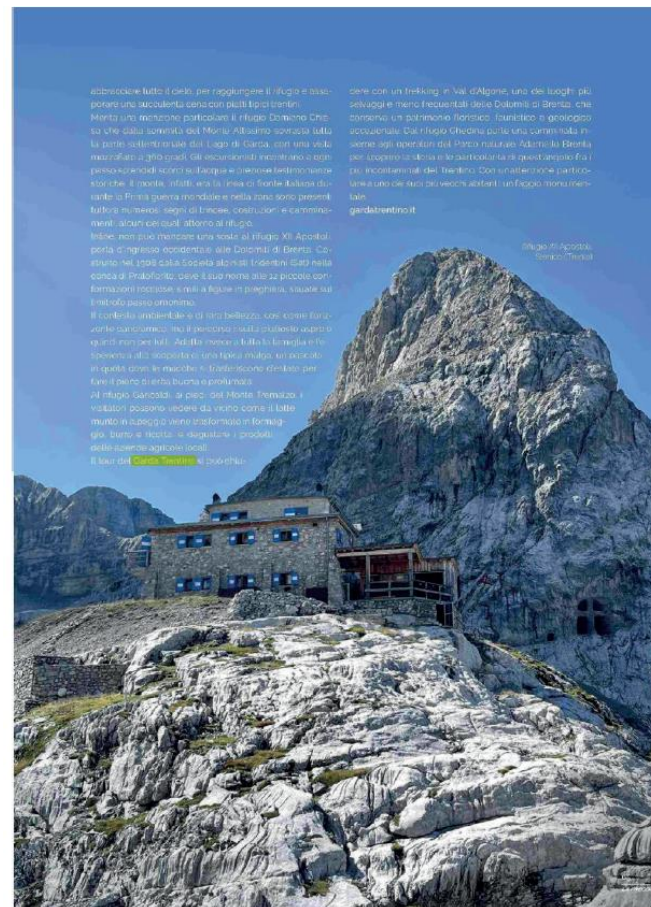 abbracciare tutto il cielo, per raggiungere il rifugio e assa-
porare una succulenta cena con piatti tipici trentini.
Merita una menzione particolare il rifugio Damiano Chie-
sa che dalla sommità del Monte Altissimo sovrasta tutta
la parte settentrionale del Lago di Garda, con una vista
mozzafiato a 360 gradi. Gli escursionisti incontrano a ogni
passo splendidi scorci sull'acqua e preziose testimonianze
storiche. Il monte, infatti, era la linea di fronte italiana du-
rante la Prima guerra mondiale e nella zona sono presenti
tuttora numerosi segni di trincee, costruzioni e cammina-
menti, alcuni dei quali attorno al rifugio.
Infine, non può mancare una sosta al rifugio XII Apostoli,
porta d'ingresso occidentale alle Dolomiti di Brenta. Co-
struito nel 1908 dalla Società alpinisti tridentini (Sat) nella
conca di Pratofiorito, deve il suo nome alle 12 piccole con-
formazioni rocciose, simili a figure in preghiera, situate sul
limitrofo passo omonimo.
Il contesto ambientale è di rara bellezza, così come l'oriz-
zonte panoramico, ma il percorso risulta piuttosto aspro e
quindi non per tutti. Adatta invece a tutta la famiglia è l'e-
sperienza alla scoperta di una tipica malga, un pascolo
in quota dove le mucche si trasferiscono d'estate per
fare il pieno di erba buona e profumata.
Al rifugio Garibaldi, ai piedi del Monte Tremalzo, i
visitatori possono vedere da vicino come il latte
munto in alpeggio viene trasformato in formag-
gio, burro e ricotta, e degustare i prodotti
delle aziende agricole locali.
Il tour del Garda Trentino si può chiu-
dere con un trekking in Val d'Algone, uno dei luoghi più
selvaggi e meno frequentati delle Dolomiti di Brenta, che
conserva un patrimonio floristico, faunistico e geologico
eccezionale. Dal rifugio Ghedina parte una camminata in-
sieme agli operatori del Parco naturale Adamello Brenta
per scoprire la storia e le particolarità di quest'angolo fra i
più incontaminati del Trentino. Con un'attenzione partico-
lare a uno dei suoi più vecchi abitanti: un faggio monumen-
tale.
gardatrentino.it
Rifugio XII Apostoli,
Stenico (Trento)